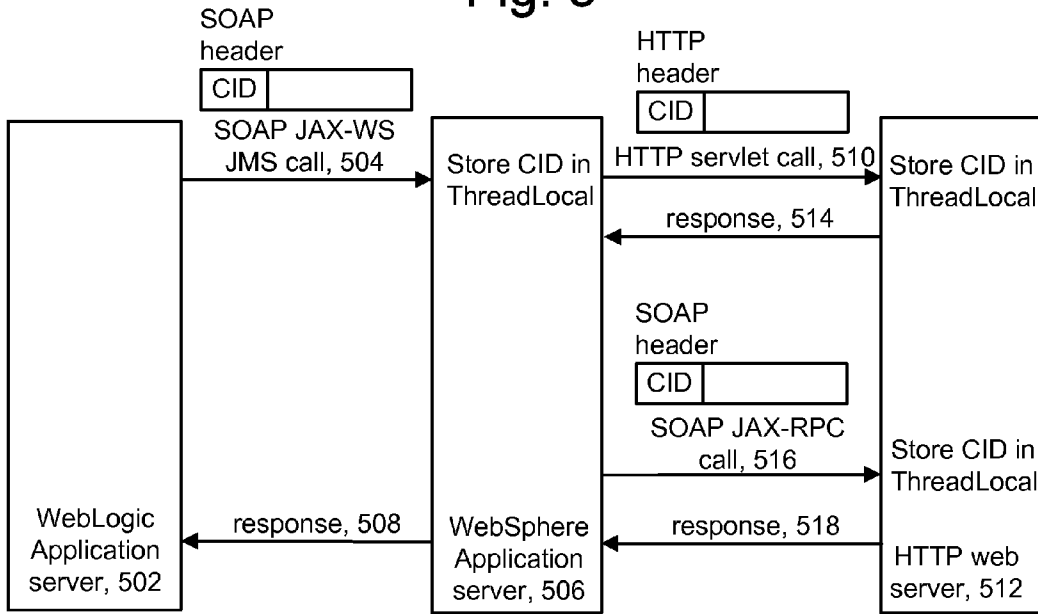 SOAP
header
CID
SOAP JAX-WS
JMS call, 504
HTTP
header
CID
HTTP servlet call, 510
Store CID in
ThreadLocal
Store CID in
ThreadLocal
response, 514
SOAP
header
CID
SOAP JAX-RPC
call, 516
Store CID in
ThreadLocal
WebLogic
Application
server, 502
response, 508
WebSphere
Application
server, 506
response, 518
HTTP web
server, 512